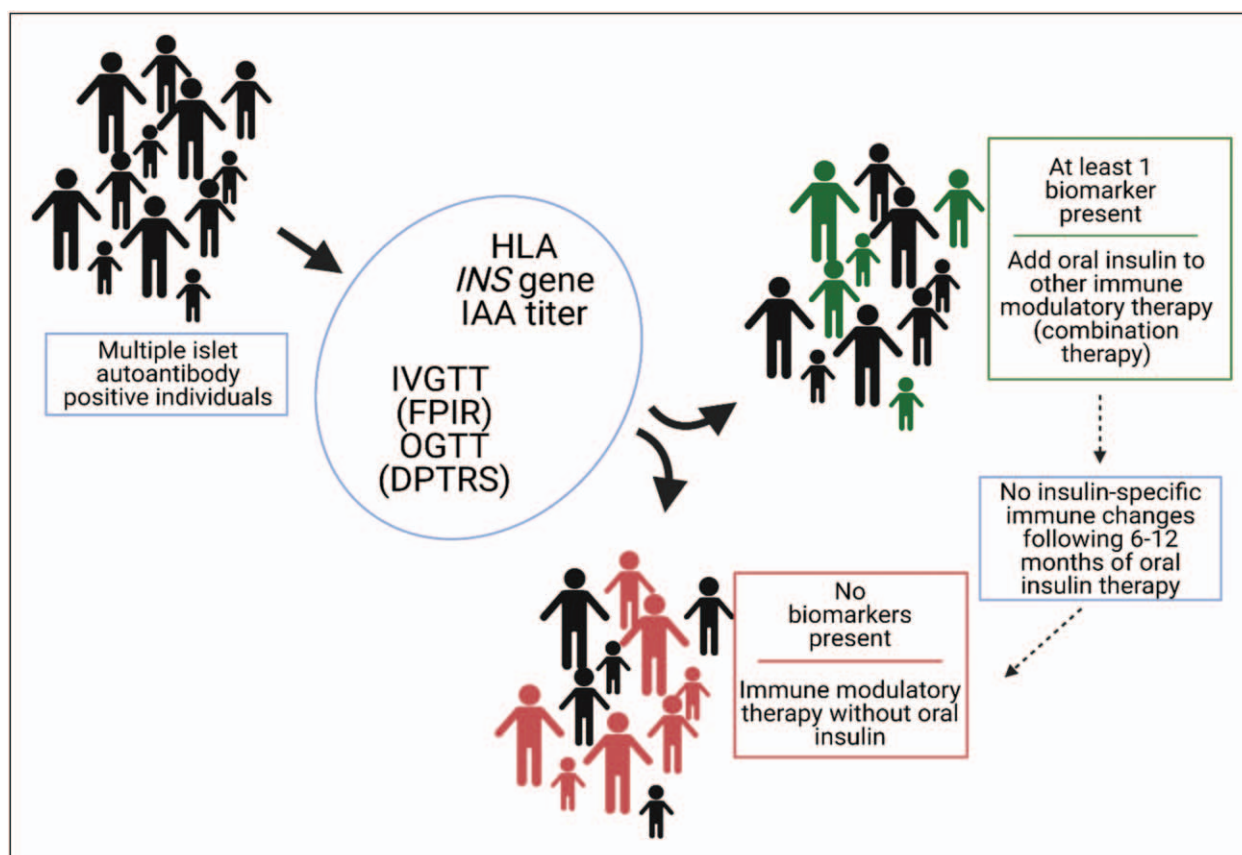 Multiple islet
autoantibody
positive individuals
HLA
INS gene
IAA titer
IVGTT
(FPIR)
OGTT
(DPTRS)
At least 1
biomarker
present
Add oral insulin to
other immune
modulatory therapy
(combination
therapy)
No insulin-specific
immune changes
following 6-12
months of oral
insulin therapy
No
biomarkers
present
Immune modulatory
therapy without oral
insulin